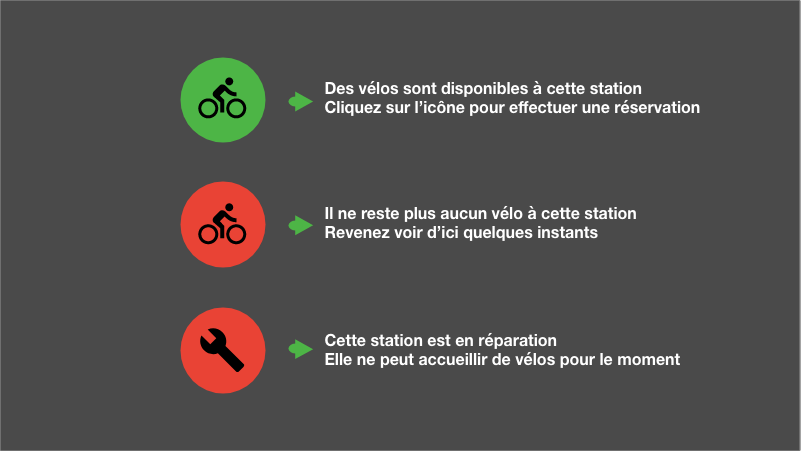 Des vélos sont disponibles à cette station
Cliquez sur l'icône pour effectuer une réservation
Il ne reste plus aucun vélo à cette station
Revenez voir d'ici quelques instants
Cette station est en réparation
Elle ne peut accueillir de vélos pour le moment